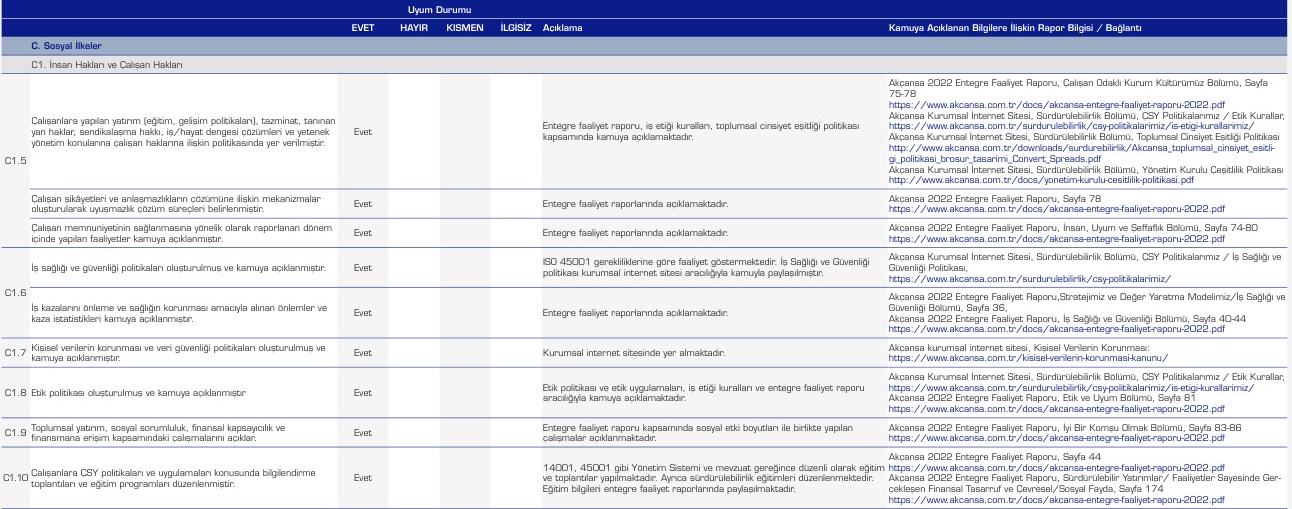 Uyum Durumu
EVET HAYIR KISMEN İLGİSİZ Açıklama Kamuya Açıklanan Bilgilere İlişkin Rapor Bilgisi / Bağlantı
C. Sosyal İlkeler
C1. İnsan Hakları ve Çalışan Hakları
C1.5
Çalışanlara yapılan yatırım (eğitim, gelişim politikaları), tazminat, tanınan
yan haklar, sendikalaşma hakkı, iş/hayat dengesi çözümleri ve yetenek
yönetim konularına çalışan haklarına ilişkin politikasında yer verilmiştir.
Evet
Entegre faaliyet raporu, iş etiği kuralları, toplumsal cinsiyet eşitliği politikası
kapsamında kamuya açıklamaktadır.
Akçansa 2022 Entegre Faaliyet Raporu, Çalışan Odaklı Kurum Kültürümüz Bölümü, Sayfa
75-78
https://www.akcansa.com.tr/docs/akcansa-entegre-faaliyet-raporu-2022.pdf
Akçansa Kurumsal İnternet Sitesi, Sürdürülebilirlik Bölümü, ÇSY Politikalarımız / Etik Kurallar,
https://www.akcansa.com.tr/surdurulebilirlik/csy-politikalarimiz/is-etigi-kurallarimiz/
Akçansa Kurumsal İnternet Sitesi, Sürdürülebilirlik Bölümü, Toplumsal Cinsiyet Eşitliği Politikası
http://www.akcansa.com.tr/downloads/surdurebilirlik/Akcansa_toplumsal_cinsiyet_esitli-
gi_politikasi_brosur_tasarimi_Convert_Spreads.pdf
Akçansa Kurumsal İnternet Sitesi, Sürdürülebilirlik Bölümü, Yönetim Kurulu Çeşitlilik Politikası
http://www.akcansa.com.tr/docs/yonetim-kurulu-cesitlilik-politikasi.pdf
Çalışan şikâyetleri ve anlaşmazlıkların çözümüne ilişkin mekanizmalar
oluşturularak uyuşmazlık çözüm süreçleri belirlenmiştir.
Evet
Entegre faaliyet raporlarında açıklamaktadır.
Akçansa 2022 Entegre Faaliyet Raporu, Sayfa 78
https://www.akcansa.com.tr/docs/akcansa-entegre-faaliyet-raporu-2022.pdf
Çalışan memnuniyetinin sağlanmasına yönelik olarak raporlanan dönem
içinde yapılan faaliyetler kamuya açıklanmıştır.
Evet
Entegre faaliyet raporlarında açıklamaktadır.
Akçansa 2022 Entegre Faaliyet Raporu, İnsan, Uyum ve Şeffaflık Bölümü, Sayfa 74-80
https://www.akcansa.com.tr/docs/akcansa-entegre-faaliyet-raporu-2022.pdf
C1.6
İş sağlığı ve güvenliği politikaları oluşturulmuş ve kamuya açıklanmıştır.
Evet
ISO 45001 gerekliliklerine göre faaliyet göstermektedir. İş Sağlığı ve Güvenliği
politikası kurumsal internet sitesi aracılığıyla kamuyla paylaşılmıştır.
Akçansa Kurumsal İnternet Sitesi, Sürdürülebilirlik Bölümü, ÇSY Politikalarımız / İş Sağlığı ve
Güvenliği Politikası,
https://www.akcansa.com.tr/surdurulebilirlik/csy-politikalarimiz/
İş kazalarını önleme ve sağlığın korunması amacıyla alınan önlemler ve
kaza istatistikleri kamuya açıklanmıştır.
Evet
Entegre faaliyet raporlarında açıklamaktadır.
Akçansa 2022 Entegre Faaliyet Raporu,Stratejimiz ve Değer Yaratma Modelimiz/İş Sağlığı ve
Güvenliği Bölümü, Sayfa 36,
Akçansa 2022 Entegre Faaliyet Raporu, İş Sağlığı ve Güvenliği Bölümü, Sayfa 40-44
https://www.akcansa.com.tr/docs/akcansa-entegre-faaliyet-raporu-2022.pdf
C1.7
Kişisel verilerin korunması ve veri güvenliği politikaları oluşturulmuş ve
kamuya açıklanmıştır.
Evet
Kurumsal internet sitesinde yer almaktadır.
Akçansa kurumsal internet sitesi, Kişisel Verilerin Korunması:
https://www.akcansa.com.tr/kisisel-verilerin-korunmasi-kanunu/
C1.8
Etik politikası oluşturulmuş ve kamuya açıklanmıştır
Evet
Etik politikası ve etik uygulamaları, iş etiği kuralları ve entegre faaliyet raporu
aracılığıyla kamuya açıklamaktadır.
Akçansa Kurumsal İnternet Sitesi, Sürdürülebilirlik Bölümü, ÇSY Politikalarımız / Etik Kurallar,
https://www.akcansa.com.tr/surdurulebilirlik/csy-politikalarimiz/is-etigi-kurallarimiz/
Akçansa 2022 Entegre Faaliyet Raporu, Etik ve Uyum Bölümü, Sayfa 81
https://www.akcansa.com.tr/docs/akcansa-entegre-faaliyet-raporu-2022.pdf
C1.9
Toplumsal yatırım, sosyal sorumluluk, finansal kapsayıcılık ve
finansmana erişim kapsamındaki çalışmalarını açıklar.
Evet
Entegre faaliyet raporu kapsamında sosyal etki boyutları ile birlikte yapılan
çalışmalar açıklanmaktadır.
Akçansa 2022 Entegre Faaliyet Raporu, İyi Bir Komşu Olmak Bölümü, Sayfa 83-86
https://www.akcansa.com.tr/docs/akcansa-entegre-faaliyet-raporu-2022.pdf
C1.10
Çalışanlara ÇSY politikaları ve uygulamaları konusunda bilgilendirme
toplantıları ve eğitim programları düzenlenmiştir.
Evet
14001, 45001 gibi Yönetim Sistemi ve mevzuat gereğince düzenli olarak eğitim
ve toplantılar yapılmaktadır. Ayrıca sürdürülebilirlik eğitimleri düzenlenmektedir.
Eğitim bilgileri entegre faaliyet raporlarında paylaşılmaktadır.
Akçansa 2022 Entegre Faaliyet Raporu, Sayfa 44
https://www.akcansa.com.tr/docs/akcansa-entegre-faaliyet-raporu-2022.pdf
Akçansa 2022 Entegre Faaliyet Raporu, Sürdürülebilir Yatırımlar/ Faaliyetler Sayesinde Ger-
çekleşen Finansal Tasarruf ve Çevresel/Sosyal Fayda, Sayfa 174
https://www.akcansa.com.tr/docs/akcansa-entegre-faaliyet-raporu-2022.pdf